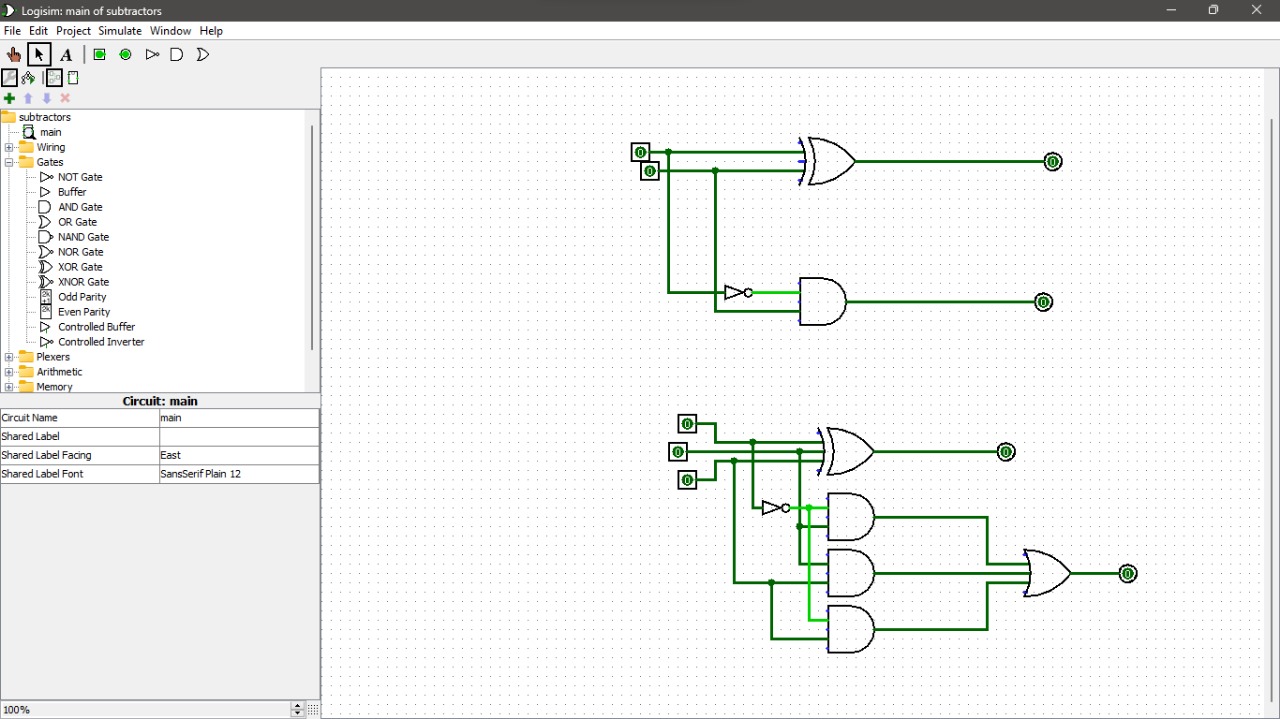 Logisim: main of subtractors
File Edit Project Simulate Window Help
A
subtractors
main
Wiring
Gates
NOT Gate
Buffer
AND Gate
OR Gate
NAND Gate
NOR Gate
XOR Gate
XNOR Gate
Odd Parity
Even Parity
Controlled Buffer
Controlled Inverter
Plexers
Arithmetic
Memory
Circuit: main
Circuit Name main
Shared Label
Shared Label Facing East
Shared Label Font SansSerif Plain 12
100%
0
0
0
0
0
0
0
0
0